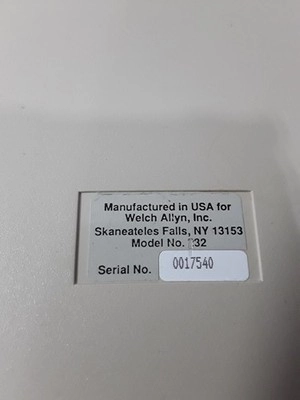 Manufactured in USA for
Welch Allyn, Inc.
Skaneateles Falls, NY 13153
Model No. 
Serial No. 0017540